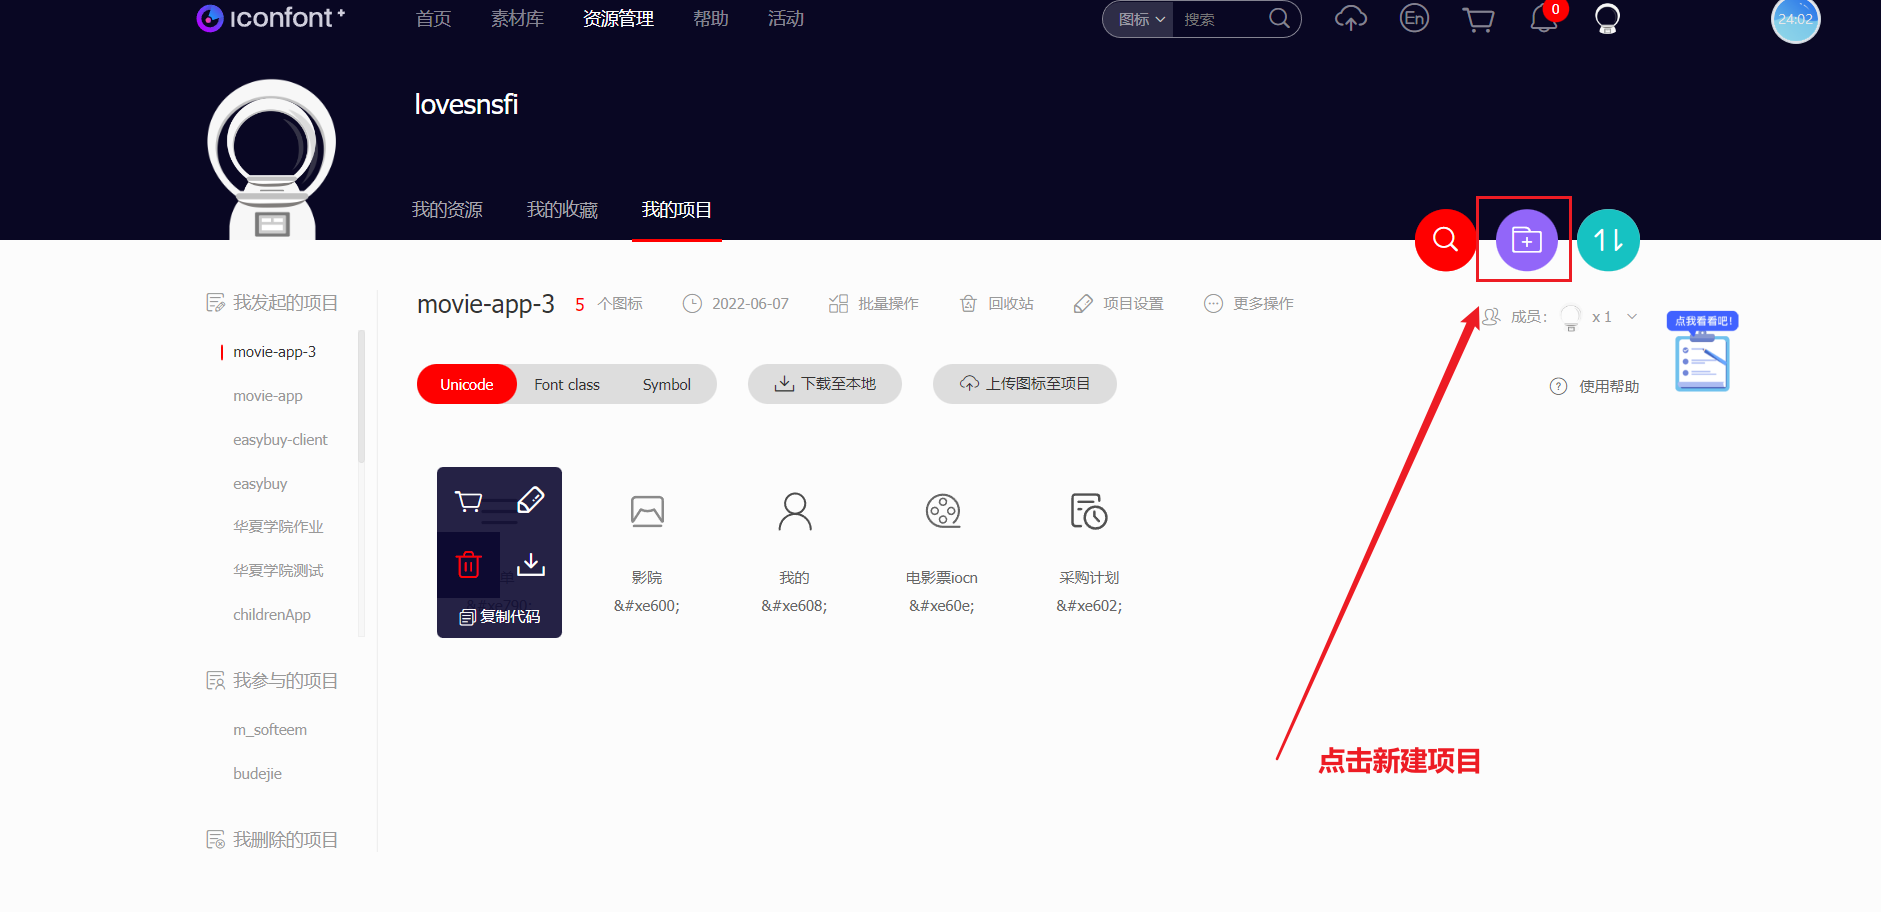 iconfont+
首页 素材库 资源管理 帮助 活动
图标 搜索
En
0
24:02
lovesnsfi
我的资源 我的收藏 我的项目
我发起的项目
movie-app-3
movie-app
easybuy-client
easybuy
华夏学院作业
华夏学院测试
childrenApp
我参与的项目
m_softeem
budejie
我删除的项目
movie-app-3 5 个图标 2022-06-07 批量操作 回收站 项目设置 更多操作
成员： x 1
点我看看吧！
Unicode Font class Symbol 下载至本地 上传图标至项目
使用帮助
复制代码
影院
&#xe600;
我的
&#xe608;
电影票iocn
&#xe60e;
采购计划
&#xe602;
点击新建项目